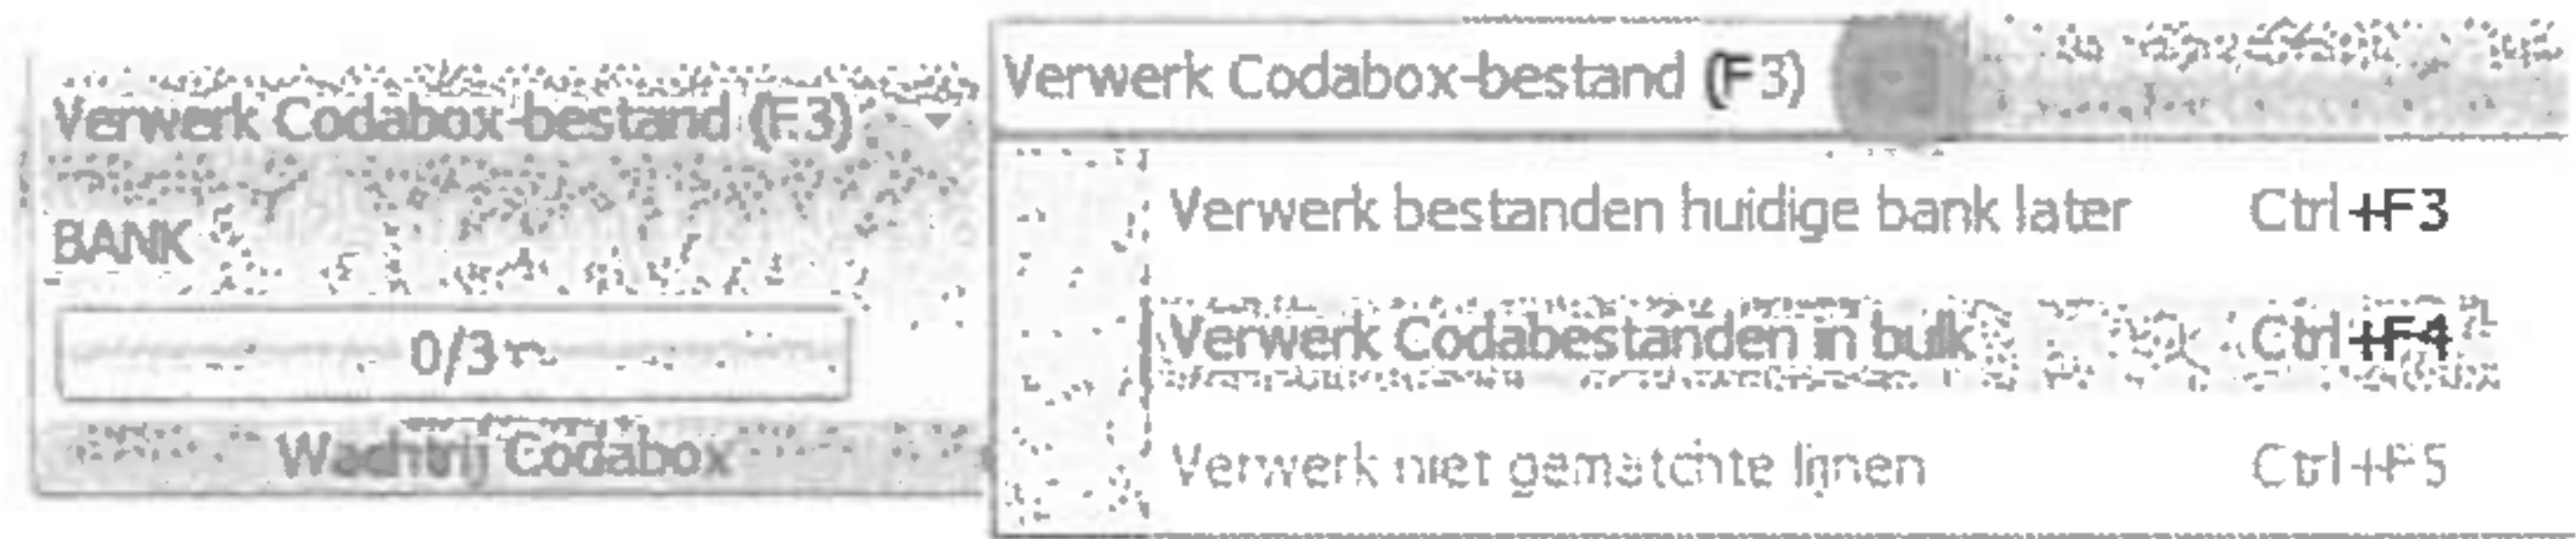 Verwerk Codabox-bestand (F3)
BANK
0/3
Wachtrij Codabox
Verwerk Codabox-bestand (F3)
Verwerk bestanden huidige bank later Ctrl+F3
Verwerk Codabestanden in bulk Ctrl+F4
Verwerk niet gematchte lijnen Ctrl+F5